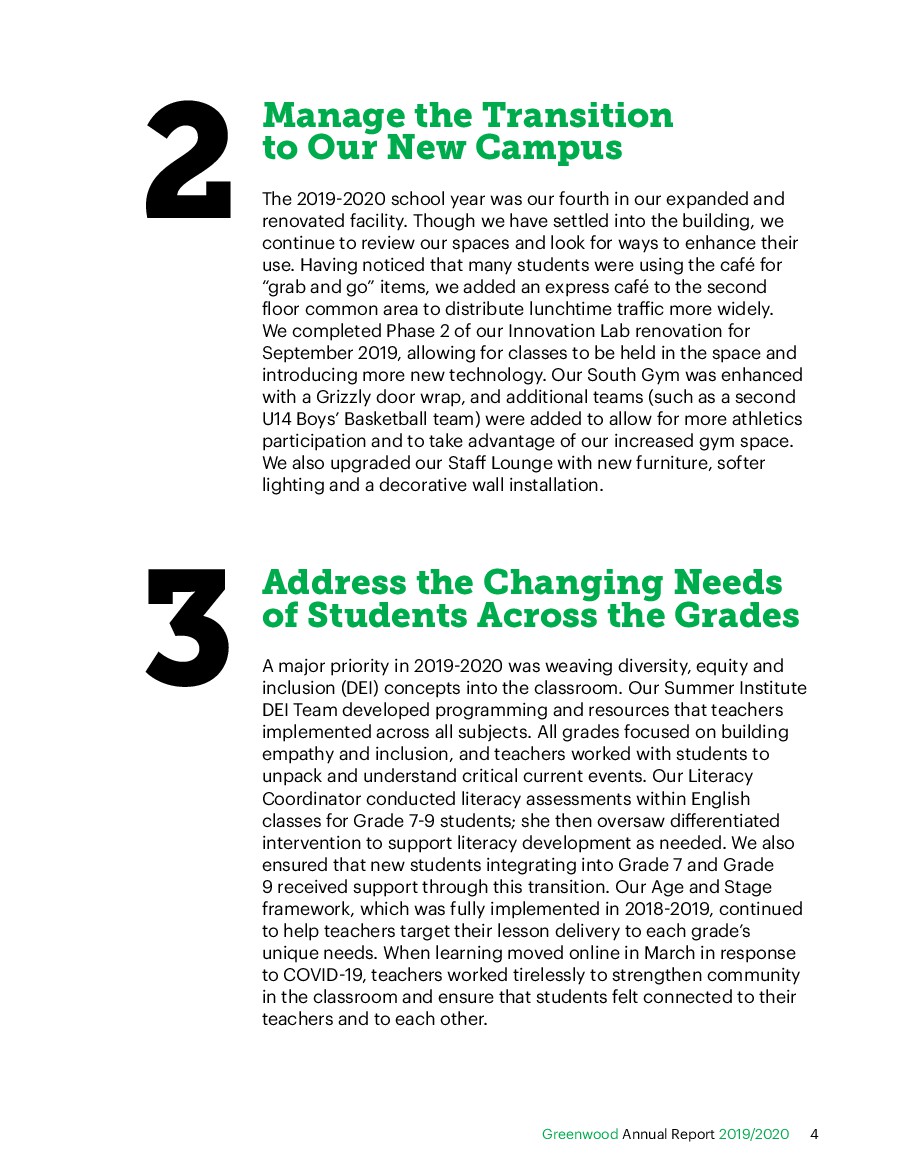 2
Manage the Transition
to Our New Campus
The 2019-2020 school year was our fourth in our expanded and
renovated facility. Though we have settled into the building, we
continue to review our spaces and look for ways to enhance their
use. Having noticed that many students were using the café for
“grab and go” items, we added an express café to the second
floor common area to distribute lunchtime traffic more widely.
We completed Phase 2 of our Innovation Lab renovation for
September 2019, allowing for classes to be held in the space and
introducing more new technology. Our South Gym was enhanced
with a Grizzly door wrap, and additional teams (such as a second
U14 Boys’ Basketball team) were added to allow for more athletics
participation and to take advantage of our increased gym space.
We also upgraded our Staff Lounge with new furniture, softer
lighting and a decorative wall installation.
3
Address the Changing Needs
of Students Across the Grades
A major priority in 2019-2020 was weaving diversity, equity and
inclusion (DEI) concepts into the classroom. Our Summer Institute
DEI Team developed programming and resources that teachers
implemented across all subjects. All grades focused on building
empathy and inclusion, and teachers worked with students to
unpack and understand critical current events. Our Literacy
Coordinator conducted literacy assessments within English
classes for Grade 7-9 students; she then oversaw differentiated
intervention to support literacy development as needed. We also
ensured that new students integrating into Grade 7 and Grade
9 received support through this transition. Our Age and Stage
framework, which was fully implemented in 2018-2019, continued
to help teachers target their lesson delivery to each grade’s
unique needs. When learning moved online in March in response
to COVID-19, teachers worked tirelessly to strengthen community
in the classroom and ensure that students felt connected to their
teachers and to each other.
Greenwood Annual Report 2019/2020 4